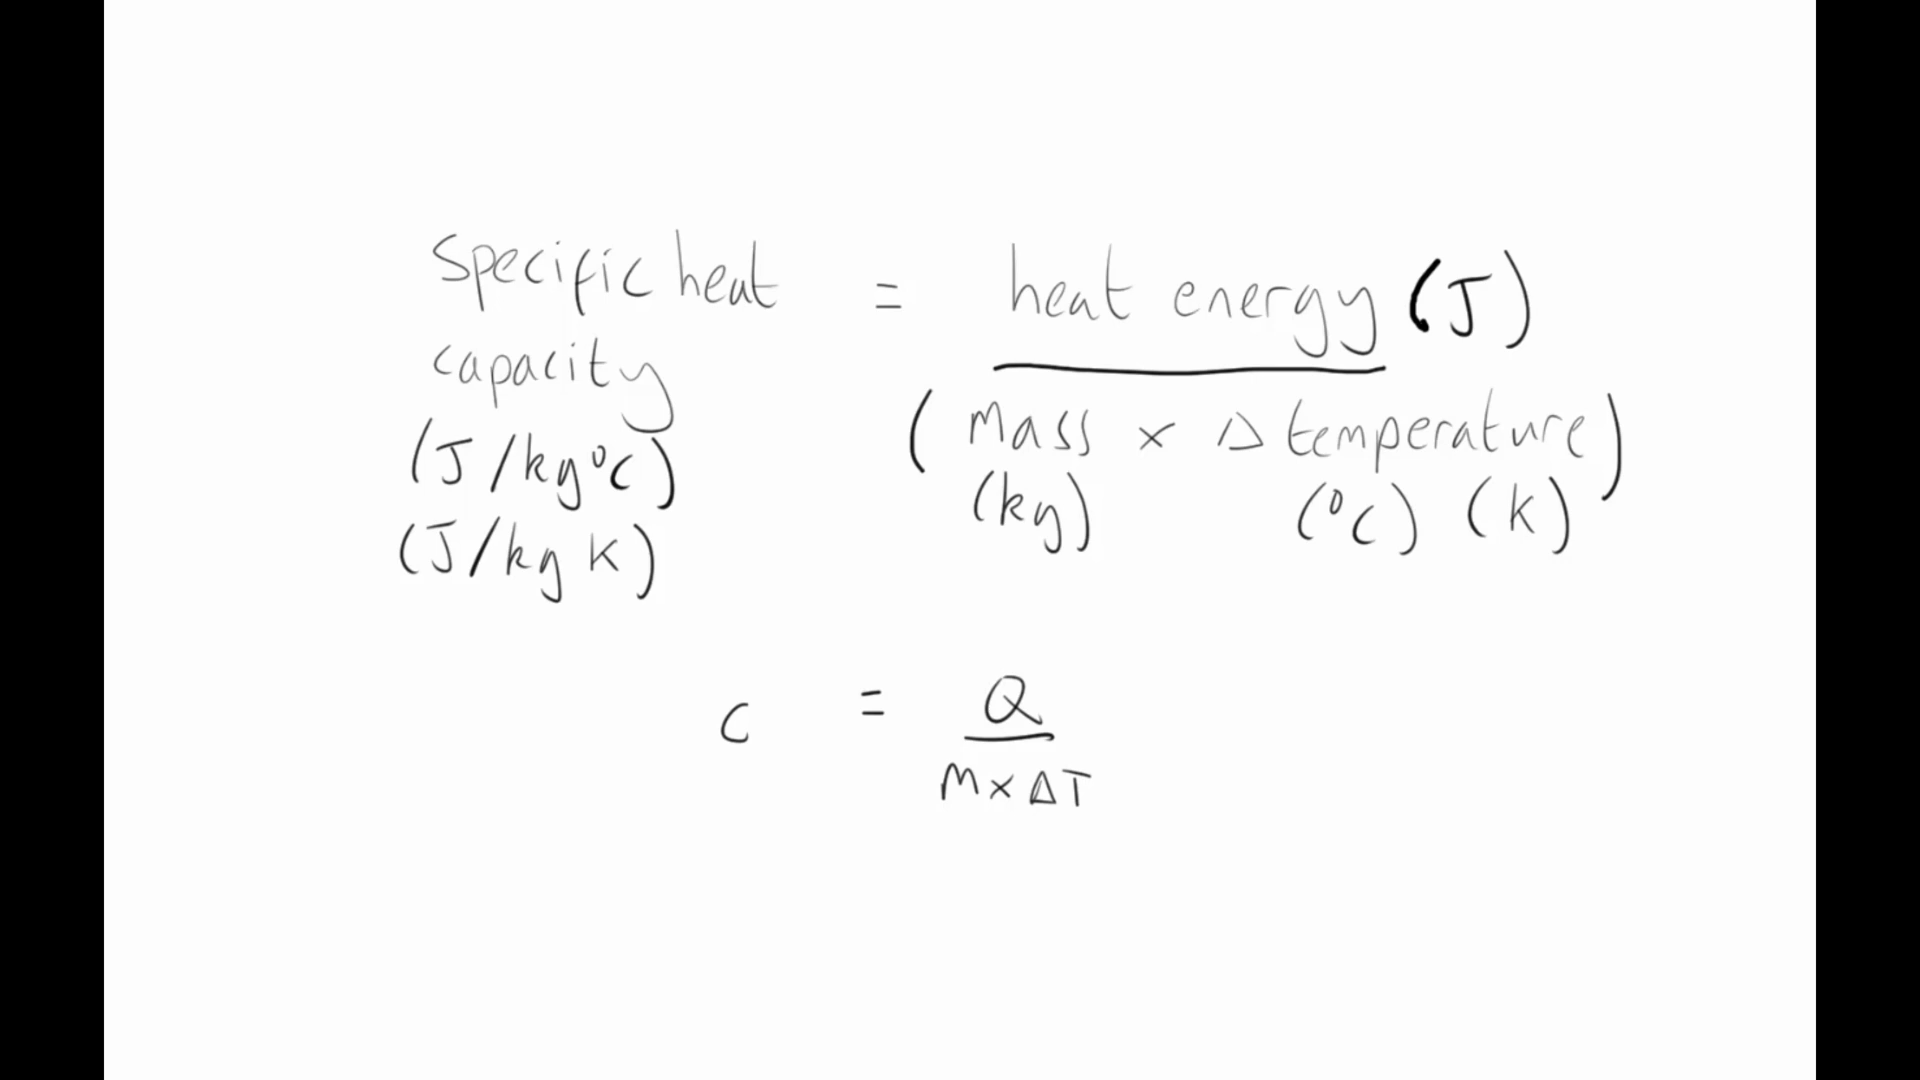 Specific heat = heat energy (J)
capacity (mass x Δ temperature)
(J/kg°C) (kg) (°C) (K)
(J/kg K)
c = Q
m x ΔT